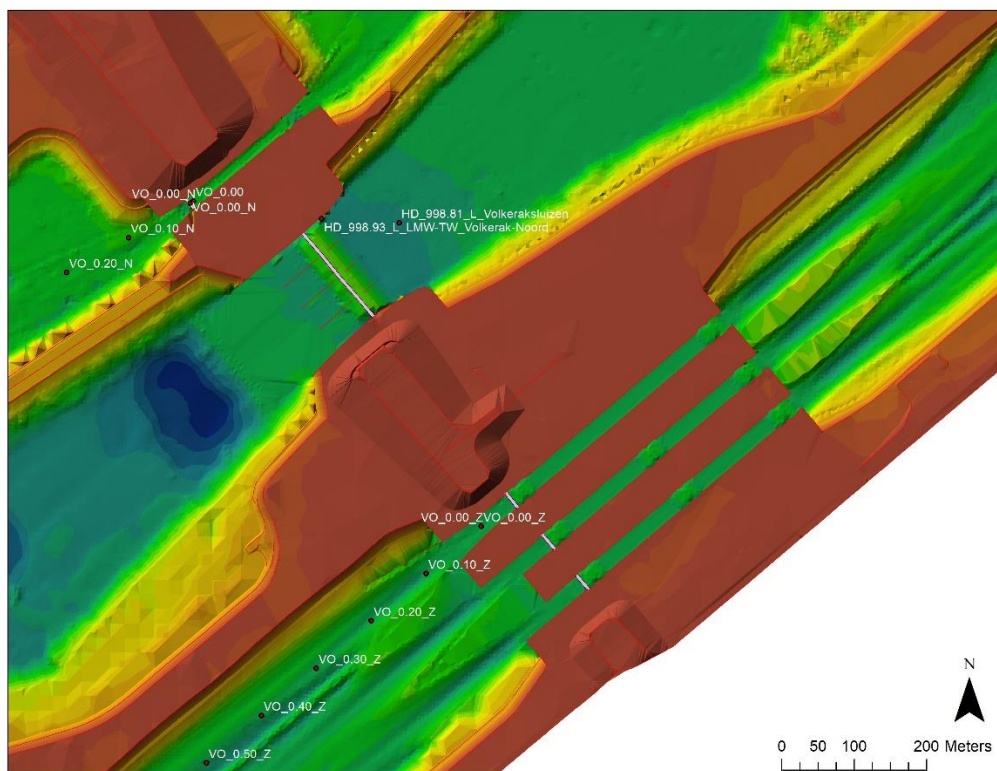 VO_0.00_N VO_0.00
VO_0.00_N
VO_0.10_N
VO_0.20_N
HD_998.81_L_Volkeraksluizen
HD_998.93_L_LMW-TW_Volkerak-Noord
VO_0.00_Z VO_0.00_Z
VO_0.10_Z
VO_0.20_Z
VO_0.30_Z
VO_0.40_Z
VO_0.50_Z
N
0 50 100 200 Meters